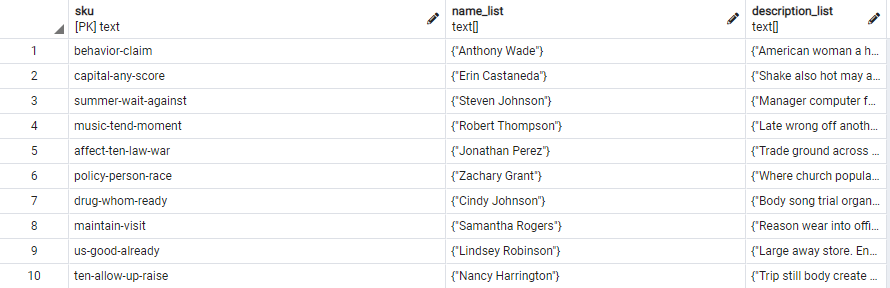 sku name_list description_list
[PK] text text[] text[]
1 behavior-claim {"Anthony Wade"} {"American woman a h...
2 capital-any-score {"Erin Castaneda"} {"Shake also hot may a...
3 summer-wait-against {"Steven Johnson"} {"Manager computer f...
4 music-tend-moment {"Robert Thompson"} {"Late wrong off anoth...
5 affect-ten-law-war {"Jonathan Perez"} {"Trade ground across ...
6 policy-person-race {"Zachary Grant"} {"Where church popula...
7 drug-whom-ready {"Cindy Johnson"} {"Body song trial organ...
8 maintain-visit {"Samantha Rogers"} {"Reason wear into offi...
9 us-good-already {"Lindsey Robinson"} {"Large away store. En...
10 ten-allow-up-raise {"Nancy Harrington"} {"Trip still body create ...